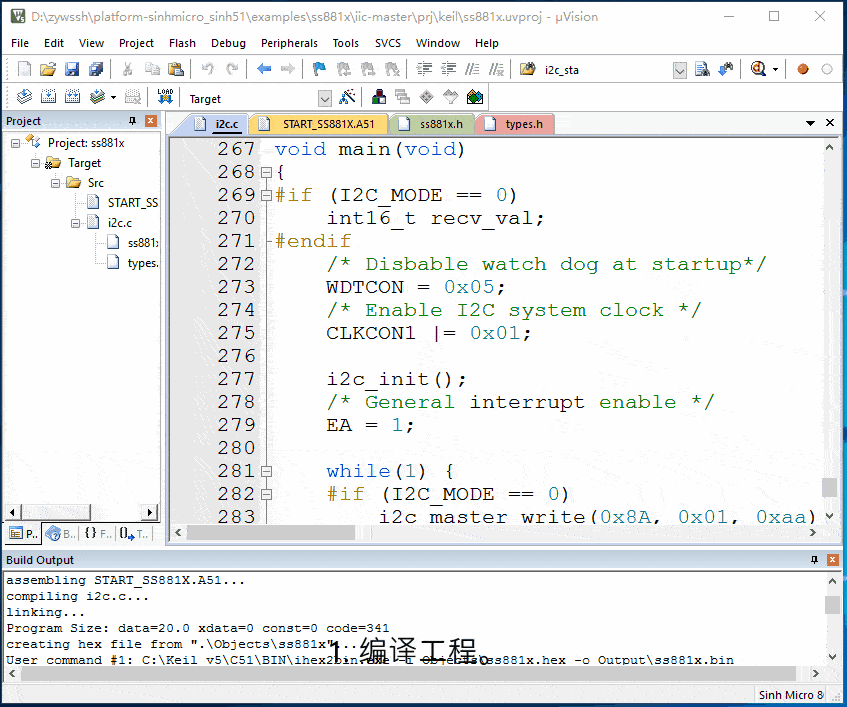 D:\zywssh\platform-sinhmicro_sinh51\examples\ss881x\iic-master\prj\keil\ss881x.uvproj - µVision
File Edit View Project Flash Debug Peripherals Tools SVCS Window Help
i2c_sta
LOAD Target
Project
i2c.c START_SS881X.A51 ss881x.h types.h
Project: ss881x
Target
Src
START_SS
i2c.c
ss881x
types.
267 void main(void)
268 {
269 #if (I2C_MODE == 0)
270 int16_t recv_val;
271 #endif
272 /* Disbable watch dog at startup*/
273 WDTCON = 0x05;
274 /* Enable I2C system clock */
275 CLKCON1 |= 0x01;
276
277 i2c_init();
278 /* General interrupt enable */
279 EA = 1;
280
281 while(1) {
282 #if (I2C_MODE == 0)
283 i2c_master_write(0x8A, 0x01, 0xaa)
P.. B.. {} F.. T..
Build Output
assembling START_SS881X.A51...
compiling i2c.c...
linking...
Program Size: data=20.0 xdata=0 const=0 code=341
creating hex file from ".\Objects\ss881x"...
User command #1: C:\Keil_v5\C51\BIN\ihex2bin.exe -i Objects\ss881x.hex -o Output\ss881x.bin
1. 编译工程。
Sinh Micro 8